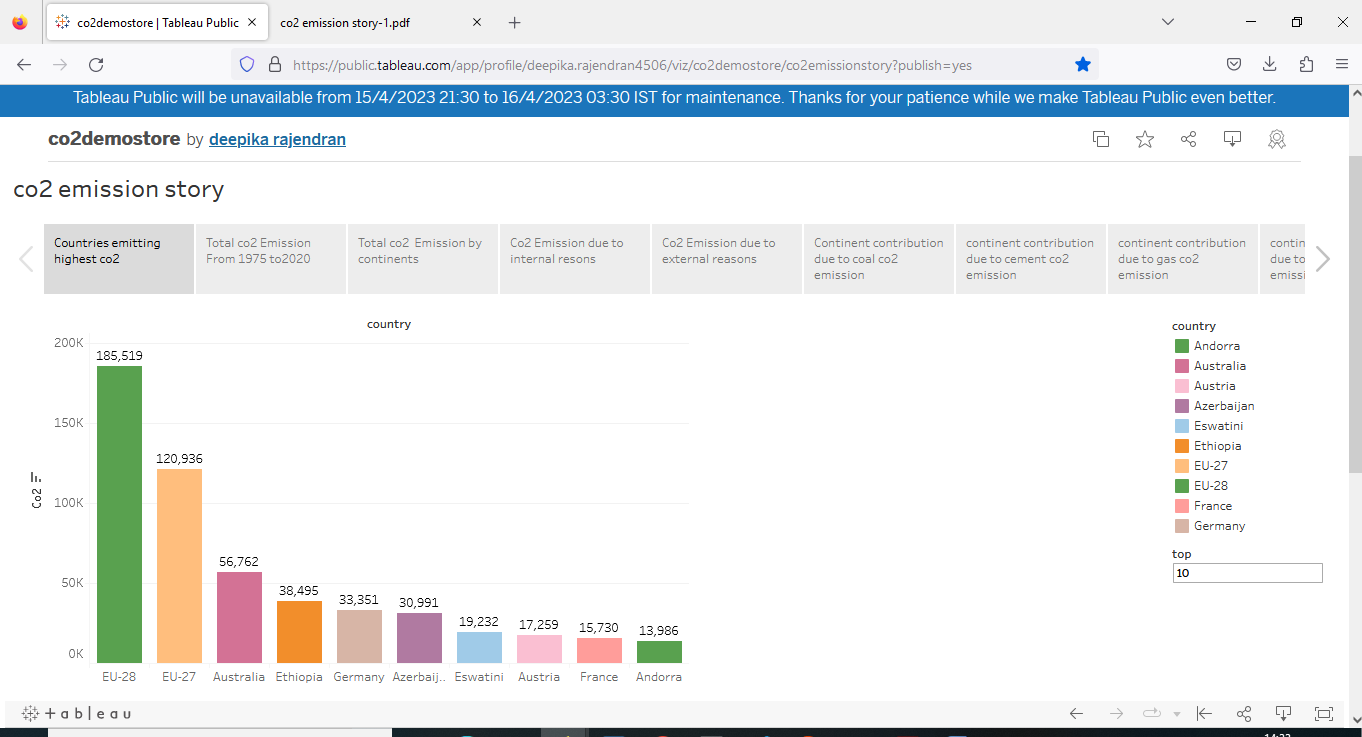 co2demostore | Tableau Public
co2 emission story-1.pdf
https://public.tableau.com/app/profile/deepika.rajendran4506/viz/co2demostore/co2emissionstory?publish=yes
Tableau Public will be unavailable from 15/4/2023 21:30 to 16/4/2023 03:30 IST for maintenance. Thanks for your patience while we make Tableau Public even better.
co2demostore by deepika rajendran
co2 emission story
Countries emitting
highest co2
Total co2 Emission
From 1975 to2020
Total co2 Emission by
continents
Co2 Emission due to
internal resons
Co2 Emission due to
external reasons
Continent contribution
due to coal co2
emission
continent contribution
due to cement co2
emission
continent contribution
due to gas co2
emission
contin
due to
emissi
country
Co2
200K
150K
100K
50K
0K
185,519
120,936
56,762
38,495
33,351
30,991
19,232
17,259
15,730
13,986
EU-28
EU-27
Australia
Ethiopia
Germany
Azerbaij..
Eswatini
Austria
France
Andorra
country
Andorra
Australia
Austria
Azerbaijan
Eswatini
Ethiopia
EU-27
EU-28
France
Germany
top
10
+ a b l e a u